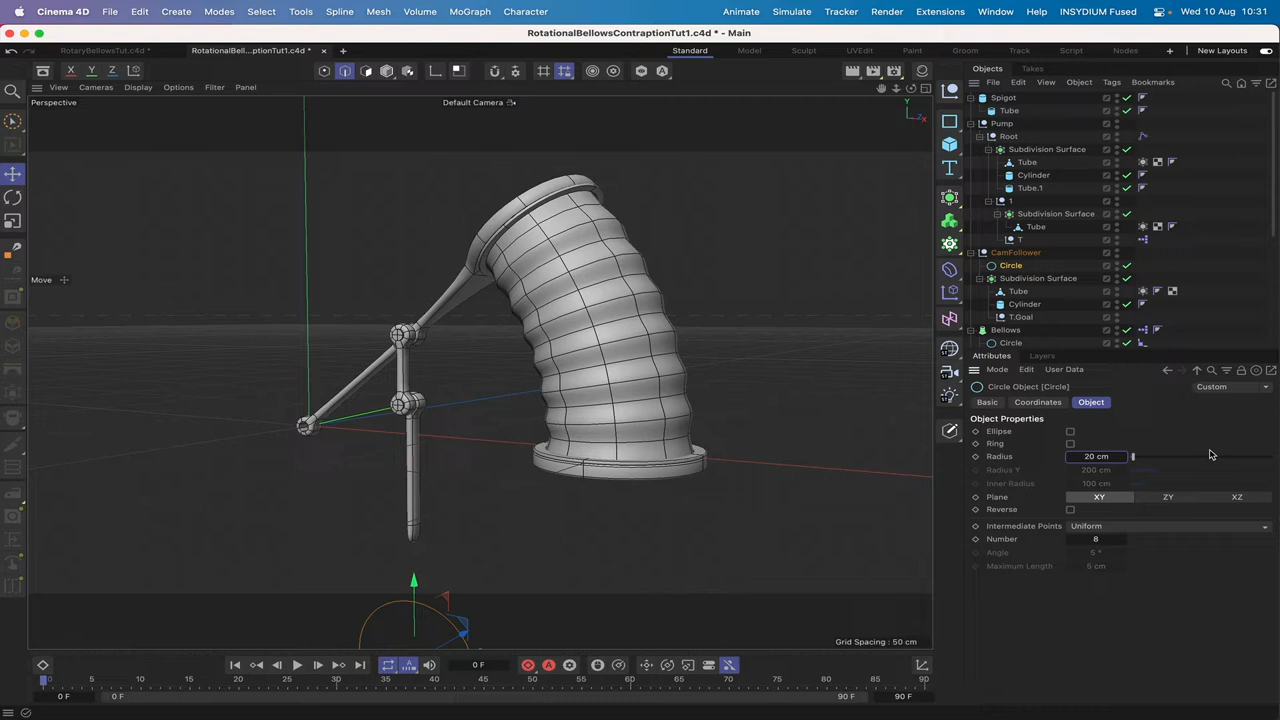 Cinema 4D File Edit Create Modes Select Tools Spline Mesh Volume MoGraph Character Animate Simulate Tracker Render Extensions Window Help INSYDIUM Fused Wed 10 Aug 10:31
RotationalBellowsContraptionTut1.c4d * - Main
RotaryBellowsTut.c4d * RotationalBell...ptionTut1.c4d * Standard Model Sculpt UVEdit Paint Groom Track Script Nodes New Layouts
X Y Z
View Cameras Display Options Filter Panel
Perspective
Default Camera
Y
X
Z
Move
Grid Spacing : 50 cm
Objects Takes
File Edit View Object Tags Bookmarks
Spigot
Tube
Pump
Root
Subdivision Surface
Tube
Cylinder
Tube.1
1
Subdivision Surface
Tube
T
CamFollower
Circle
Subdivision Surface
Tube
Cylinder
T.Goal
Bellows
Circle
Attributes Layers
Mode Edit User Data
Circle Object [Circle] Custom
Basic Coordinates Object
Object Properties
Ellipse
Ring
Radius 20 cm
Radius Y 200 cm
Inner Radius 100 cm
Plane XY ZY XZ
Reverse
Intermediate Points Uniform
Number 8
Angle 5 °
Maximum Length 5 cm
0 F
0 5 10 15 20 25 30 35 40 45 50 55 60 65 70 75 80 85 90
0 F 0 F 90 F 90 F